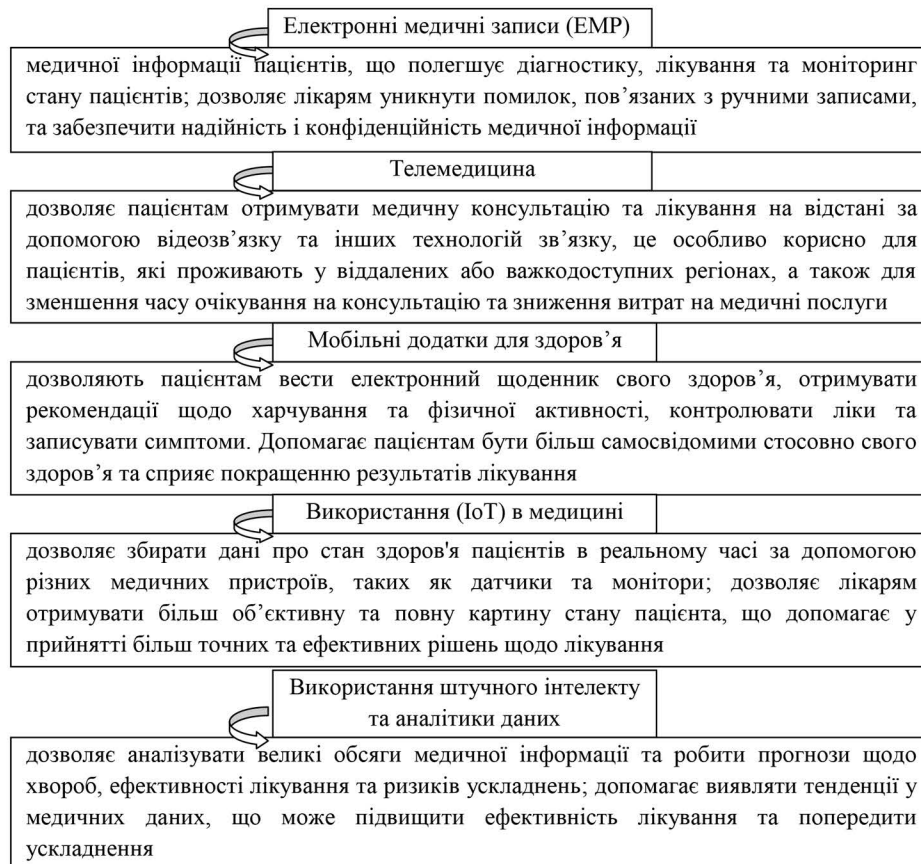 Електронні медичні записи (ЕМР)
медичної інформації пацієнтів, що полегшує діагностику, лікування та моніторинг
стану пацієнтів; дозволяє лікарям уникнути помилок, пов’язаних з ручними записами,
та забезпечити надійність і конфіденційність медичної інформації
Телемедицина
дозволяє пацієнтам отримувати медичну консультацію та лікування на відстані за
допомогою відеозв’язку та інших технологій зв’язку, це особливо корисно для
пацієнтів, які проживають у віддалених або важкодоступних регіонах, а також для
зменшення часу очікування на консультацію та зниження витрат на медичні послуги
Мобільні додатки для здоров’я
дозволяють пацієнтам вести електронний щоденник свого здоров’я, отримувати
рекомендації щодо харчування та фізичної активності, контролювати ліки та
записувати симптоми. Допомагає пацієнтам бути більш самосвідомими стосовно свого
здоров’я та сприяє покращенню результатів лікування
Використання (IoT) в медицині
дозволяє збирати дані про стан здоров'я пацієнтів в реальному часі за допомогою
різних медичних пристроїв, таких як датчики та монітори; дозволяє лікарям
отримувати більш об’єктивну та повну картину стану пацієнта, що допомагає у
прийнятті більш точних та ефективних рішень щодо лікування
Використання штучного інтелекту
та аналітики даних
дозволяє аналізувати великі обсяги медичної інформації та робити прогнози щодо
хвороб, ефективності лікування та ризиків ускладнень; допомагає виявляти тенденції у
медичних даних, що може підвищити ефективність лікування та попередити
ускладнення